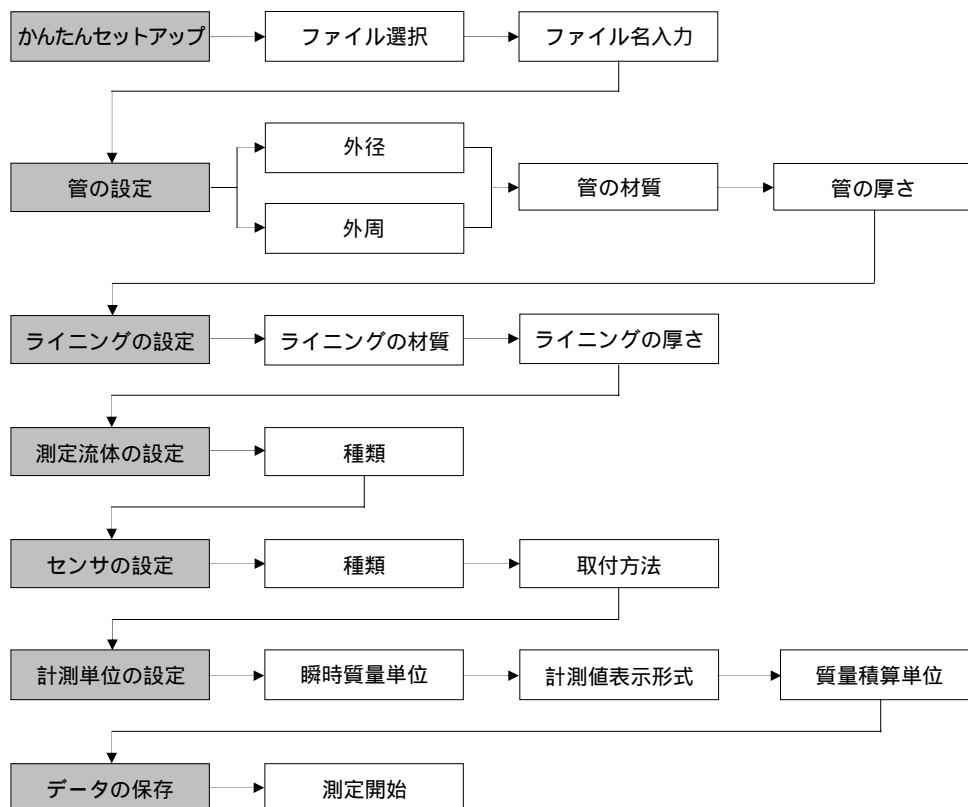 かんたんセットアップ
ファイル選択
ファイル名入力
管の設定
外径
外周
管の材質
管の厚さ
ライニングの設定
ライニングの材質
ライニングの厚さ
測定流体の設定
種類
センサの設定
種類
取付方法
計測単位の設定
瞬時質量単位
計測値表示形式
質量積算単位
データの保存
測定開始